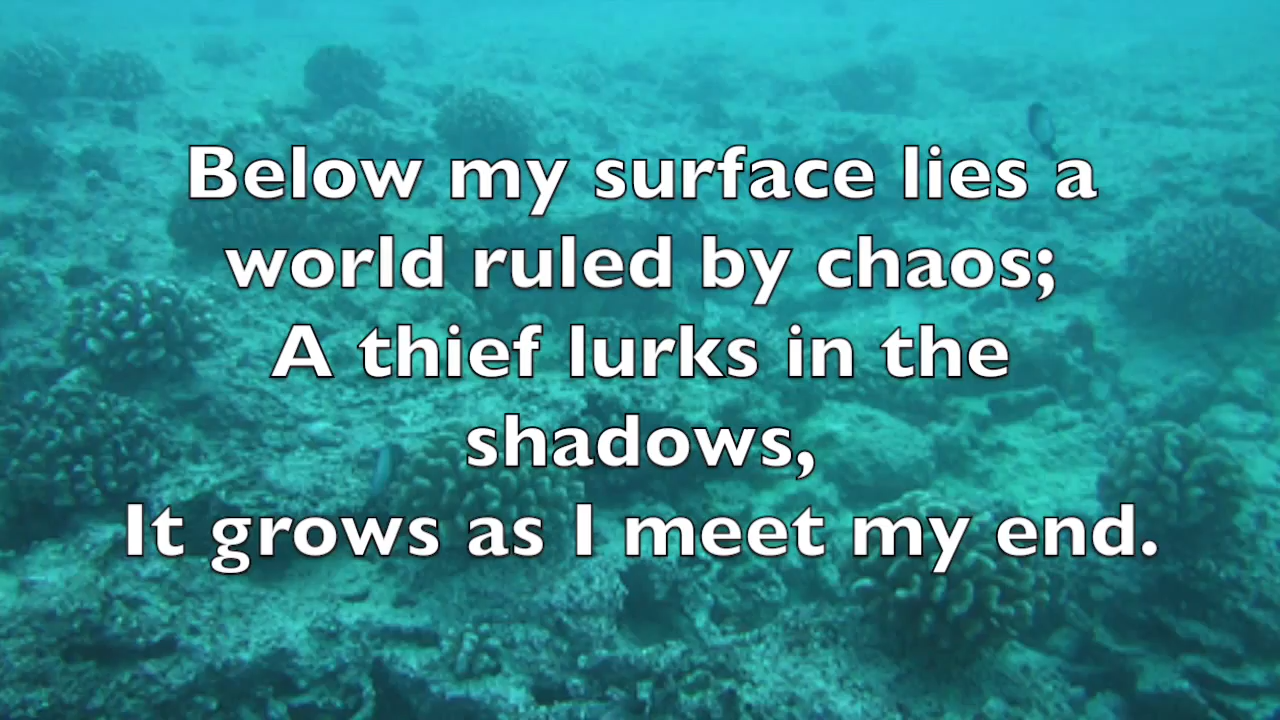 Below my surface lies a
world ruled by chaos;
A thief lurks in the
shadows,
It grows as I meet my end.